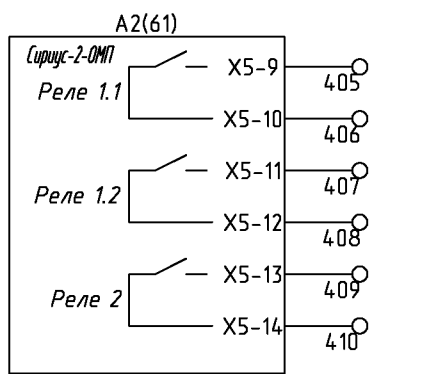 A2(61)
Сириус-2-ОМП
X5-9
405
Реле 1.1
X5-10
406
X5-11
407
Реле 1.2
X5-12
408
X5-13
409
Реле 2
X5-14
410